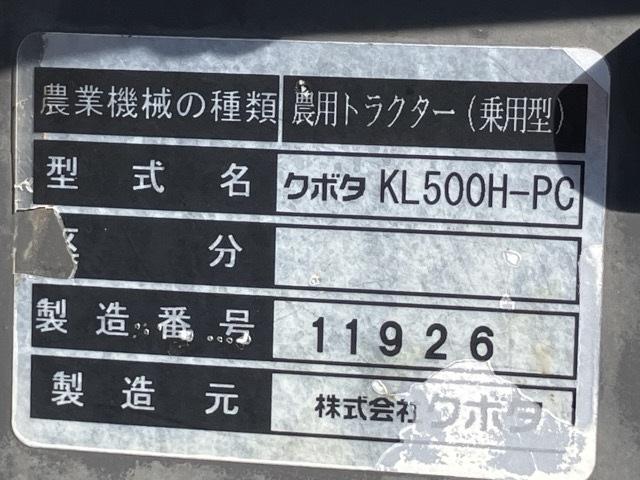 農業機械の種類 農用トラクター(乗用型)
型式名 クボタ KL500H-PC
分
製造番号 11926
製造元 株式会社クボタ